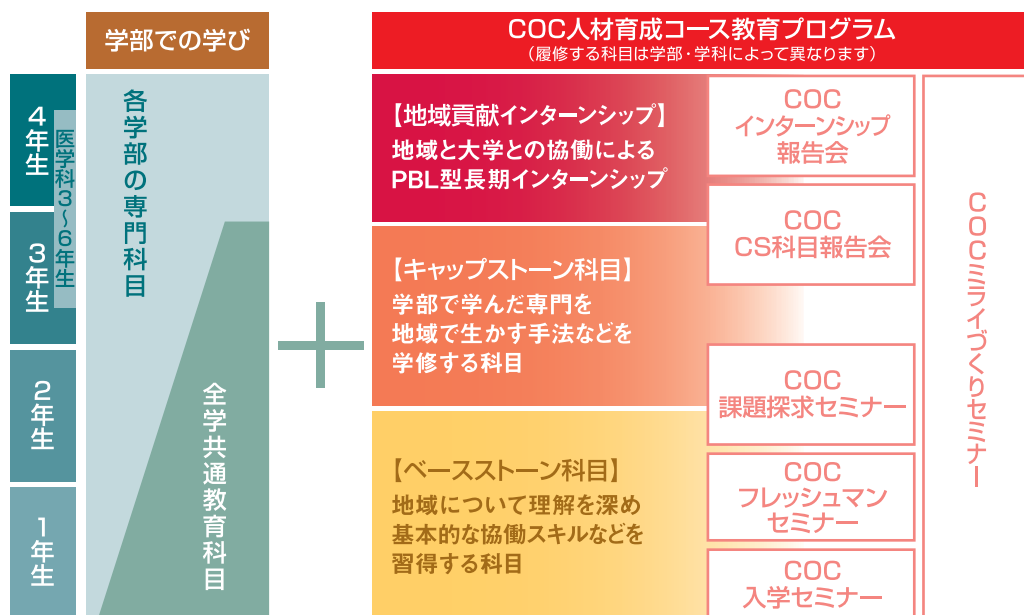 学部での学び
COC人材育成コース教育プログラム
(履修する科目は学部・学科によって異なります)
4年生
医学科3～6年生
3年生
2年生
1年生
各学部の専門科目
全学共通教育科目
【地域貢献インターンシップ】
地域と大学との協働による
PBL型長期インターンシップ
【キャップストーン科目】
学部で学んだ専門を
地域で生かす手法などを
学修する科目
【ベースストーン科目】
地域について理解を深め
基本的な協働スキルなどを
習得する科目
COC
インターンシップ
報告会
COC
CS科目報告会
COC
課題探求セミナー
COC
フレッシュマン
セミナー
COC
入学セミナー
COCミライづくりセミナー